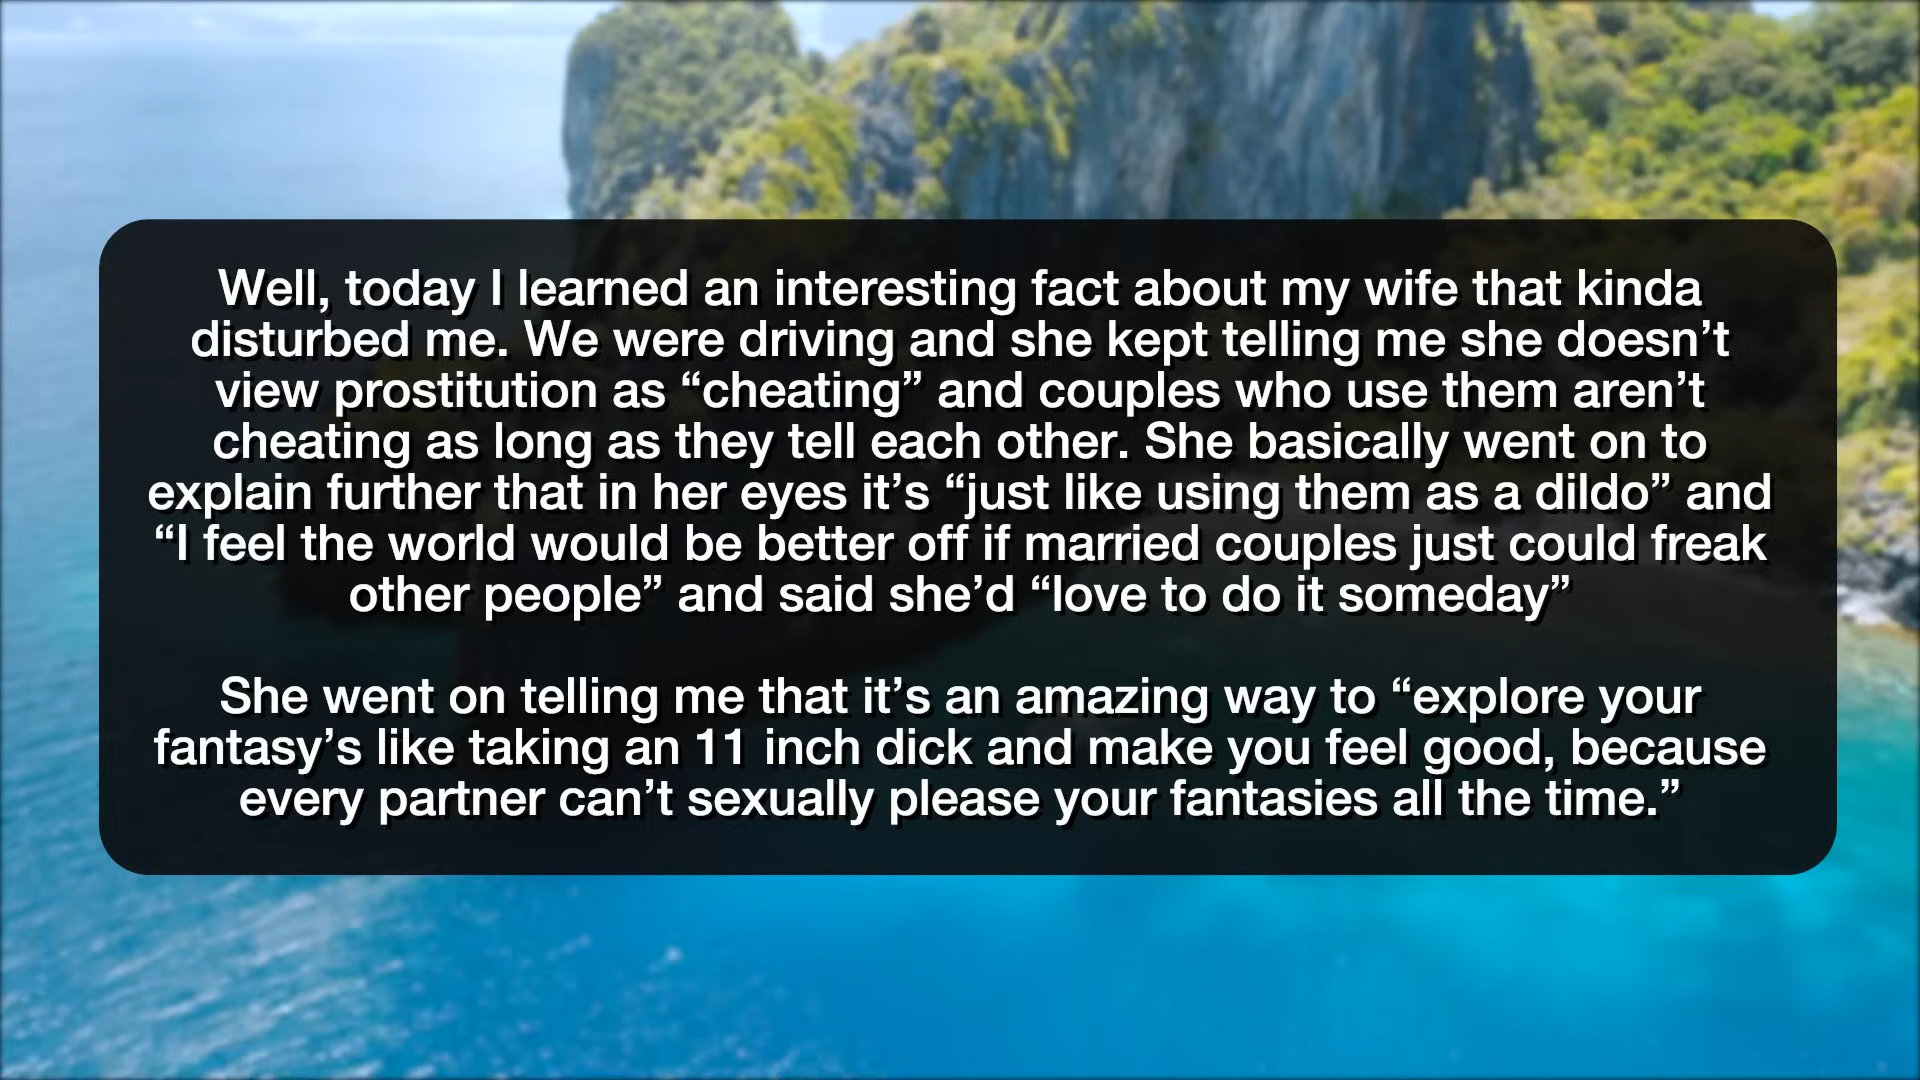 Well, today I learned an interesting fact about my wife that kinda
disturbed me. We were driving and she kept telling me she doesn’t
view prostitution as “cheating” and couples who use them aren’t
cheating as long as they tell each other. She basically went on to
explain further that in her eyes it’s “just like using them as a dildo” and
“I feel the world would be better off if married couples just could freak
other people” and said she’d “love to do it someday”
She went on telling me that it’s an amazing way to “explore your
fantasy’s like taking an 11 inch dick and make you feel good, because
every partner can’t sexually please your fantasies all the time.”